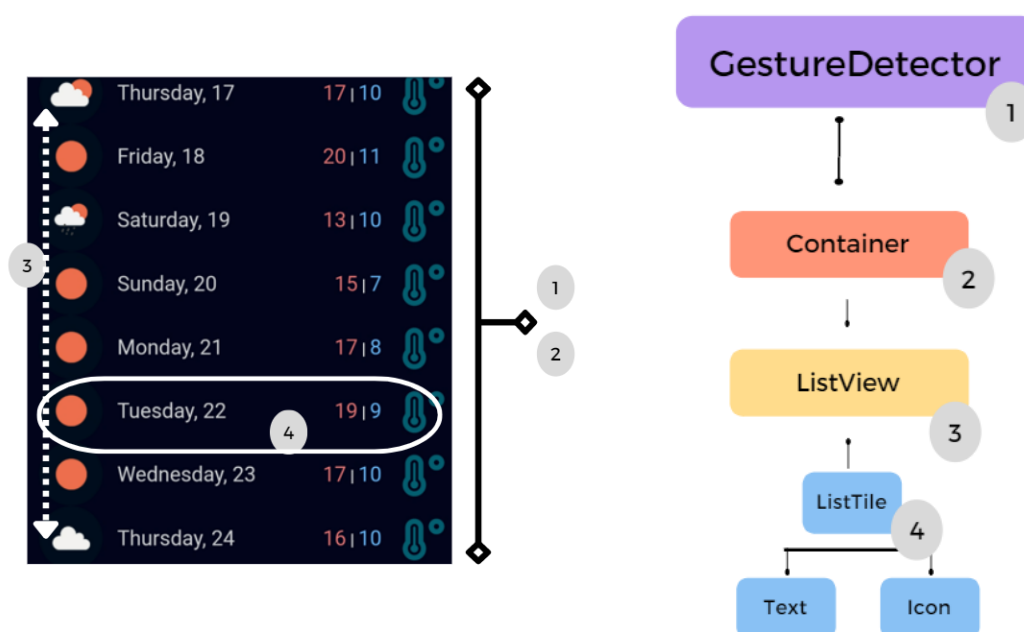 Thursday, 17 17|10
Friday, 18 20|11
Saturday, 19 13|10
Sunday, 20 15|7
Monday, 21 17|8
Tuesday, 22 19|9
Wednesday, 23 17|10
Thursday, 24 16|10
3
4
1
2
GestureDetector
1
Container
2
ListView
3
ListTile
4
Text Icon